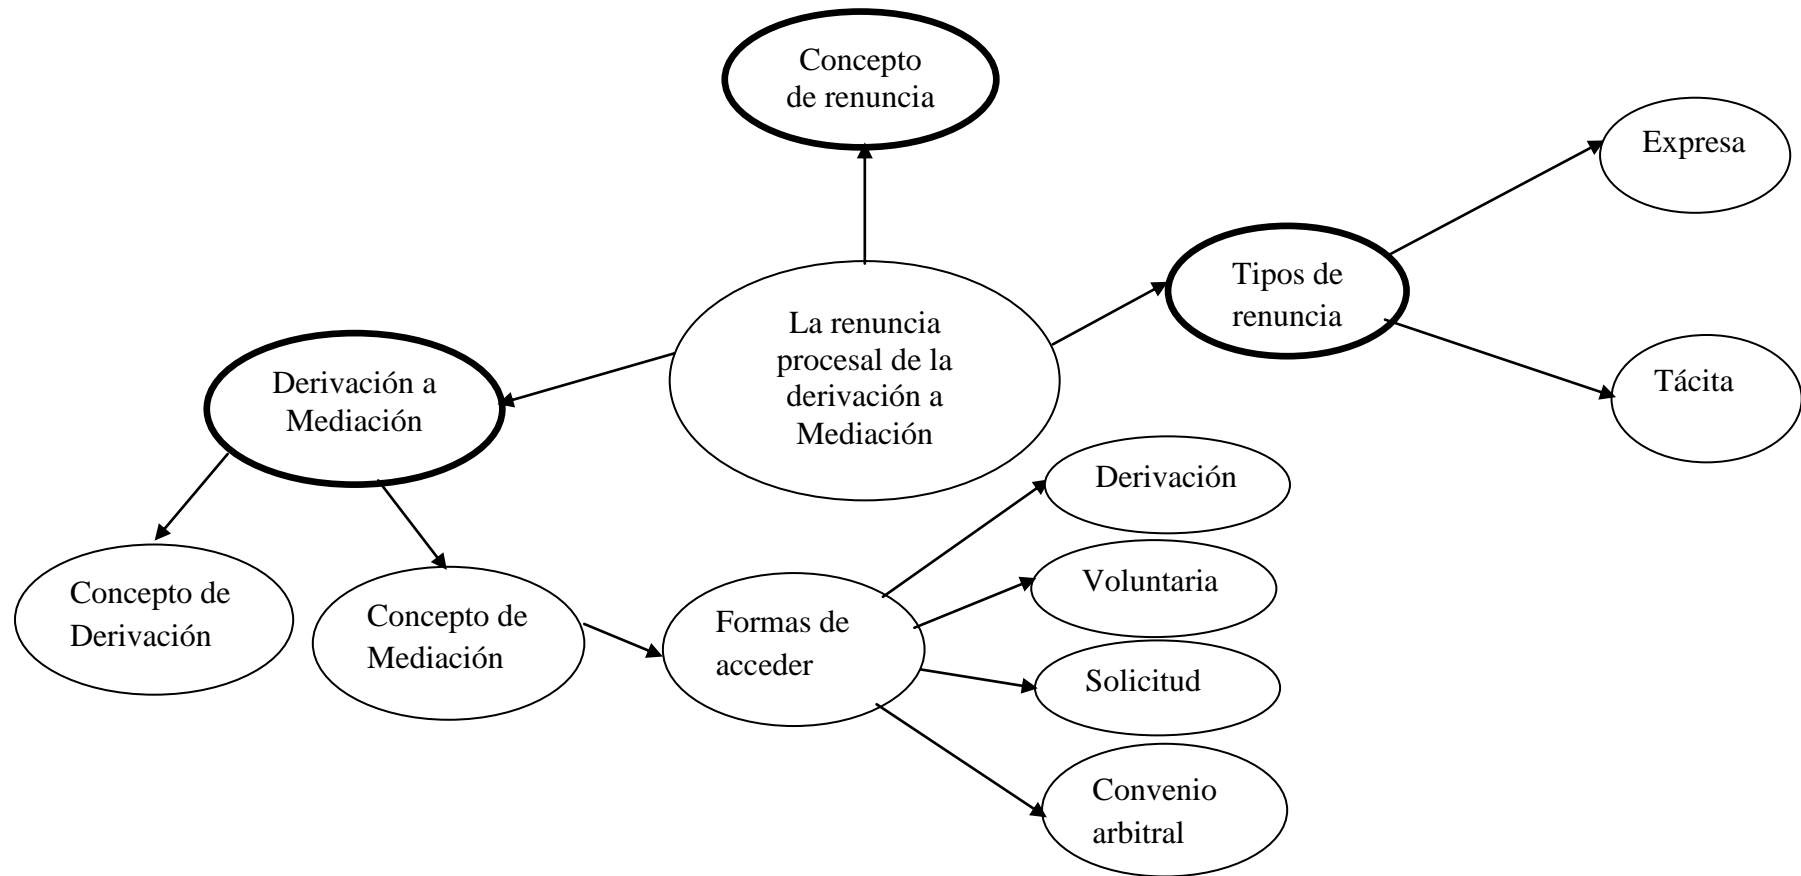 Concepto
de renuncia
Expresa
Tipos de
renuncia
La renuncia
procesal de la
derivación a
Mediación
Tácita
Derivación a
Mediación
Derivación
Concepto de
Derivación
Concepto de
Mediación
Formas de
acceder
Voluntaria
Solicitud
Convenio
arbitral